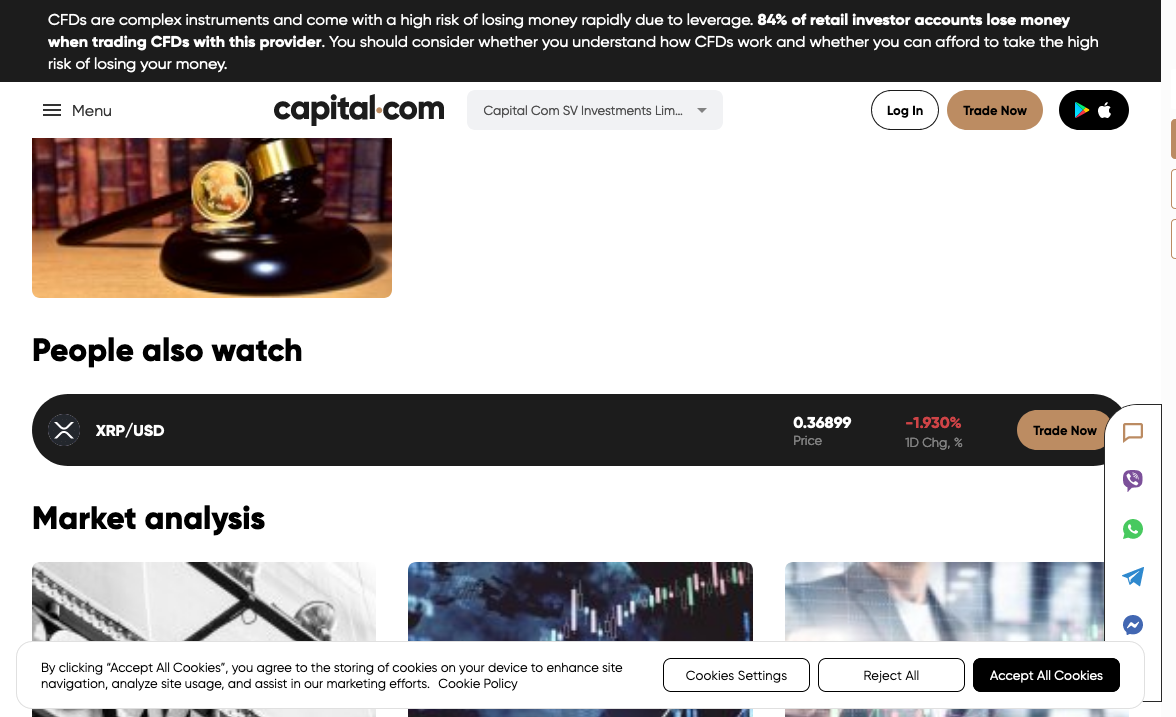 CFDs are complex instruments and come with a high risk of losing money rapidly due to leverage. 84% of retail investor accounts lose money
when trading CFDs with this provider. You should consider whether you understand how CFDs work and whether you can afford to take the high
risk of losing your money.
Menu
capital.com
Capital Com SV Investments Lim...
Log In
Trade Now
People also watch
XRP/USD
0.36899
Price
-1.930%
1D Chg, %
Trade Now
Market analysis
By clicking “Accept All Cookies”, you agree to the storing of cookies on your device to enhance site
navigation, analyze site usage, and assist in our marketing efforts. Cookie Policy
Cookies Settings
Reject All
Accept All Cookies